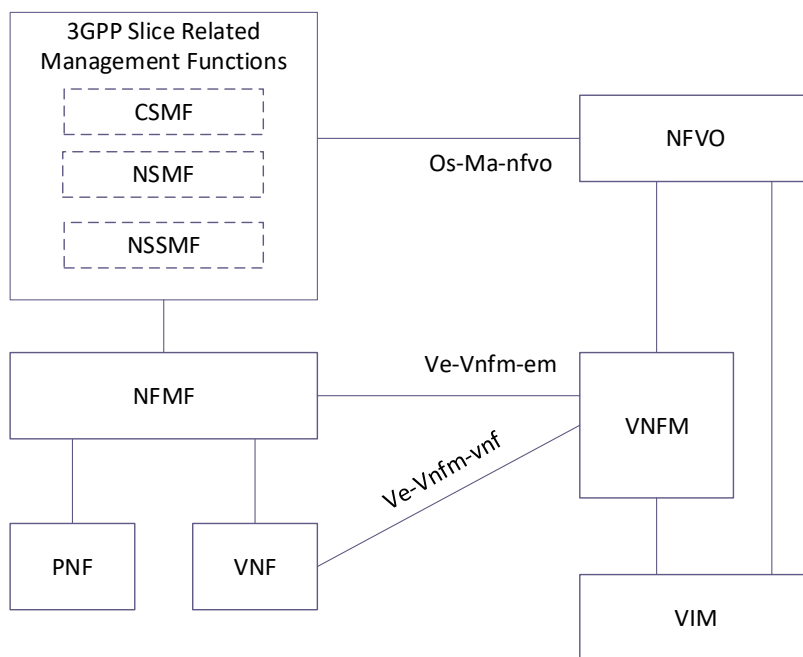 3GPP Slice Related
Management Functions
CSMF
NSMF
NSSMF
NFVO
Os-Ma-nfvo
NFMF
Ve-Vnfm-em
VNFM
Ve-Vnfm-vnf
PNF
VNF
VIM